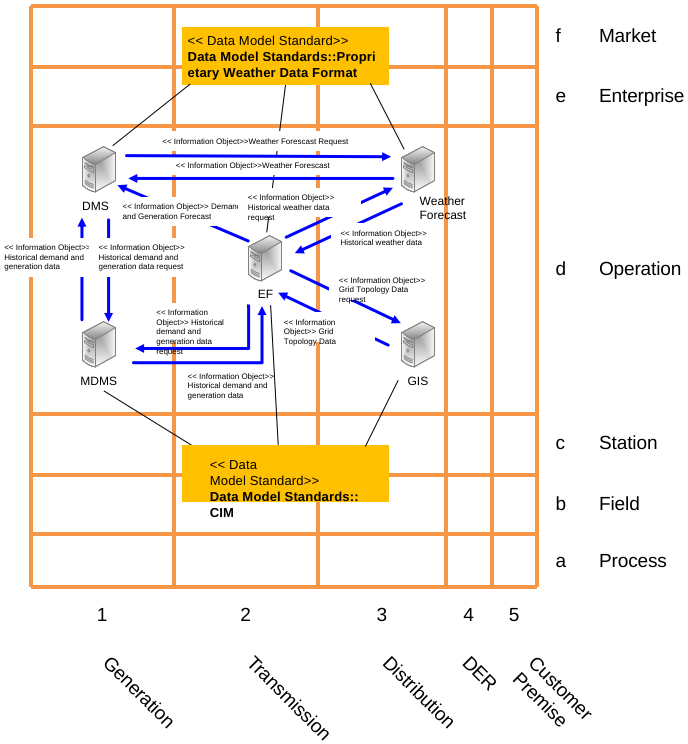 << Data Model Standard>>
Data Model Standards::Propri
etary Weather Data Format
f Market
e Enterprise
<< Information Object>>Weather Forecast Request
<< Information Object>>Weather Forecast
DMS
<< Information Object>> Demand
and Generation Forecast
<< Information Object>>
Historical weather data
request
Weather
Forecast
<< Information Object>>
Historical weather data
<< Information Object>>
Historical demand and
generation data
<< Information Object>>
Historical demand and
generation data request
d Operation
EF
<< Information Object>>
Grid Topology Data
request
<< Information
Object>> Historical
demand and
generation data
request
<< Information
Object>> Grid
Topology Data
MDMS
<< Information Object>>
Historical demand and
generation data
GIS
c Station
<< Data
Model Standard>>
Data Model Standards::
CIM
b Field
a Process
1 2 3 4 5
Generation
Transmission
Distribution
DER
Customer
Premise